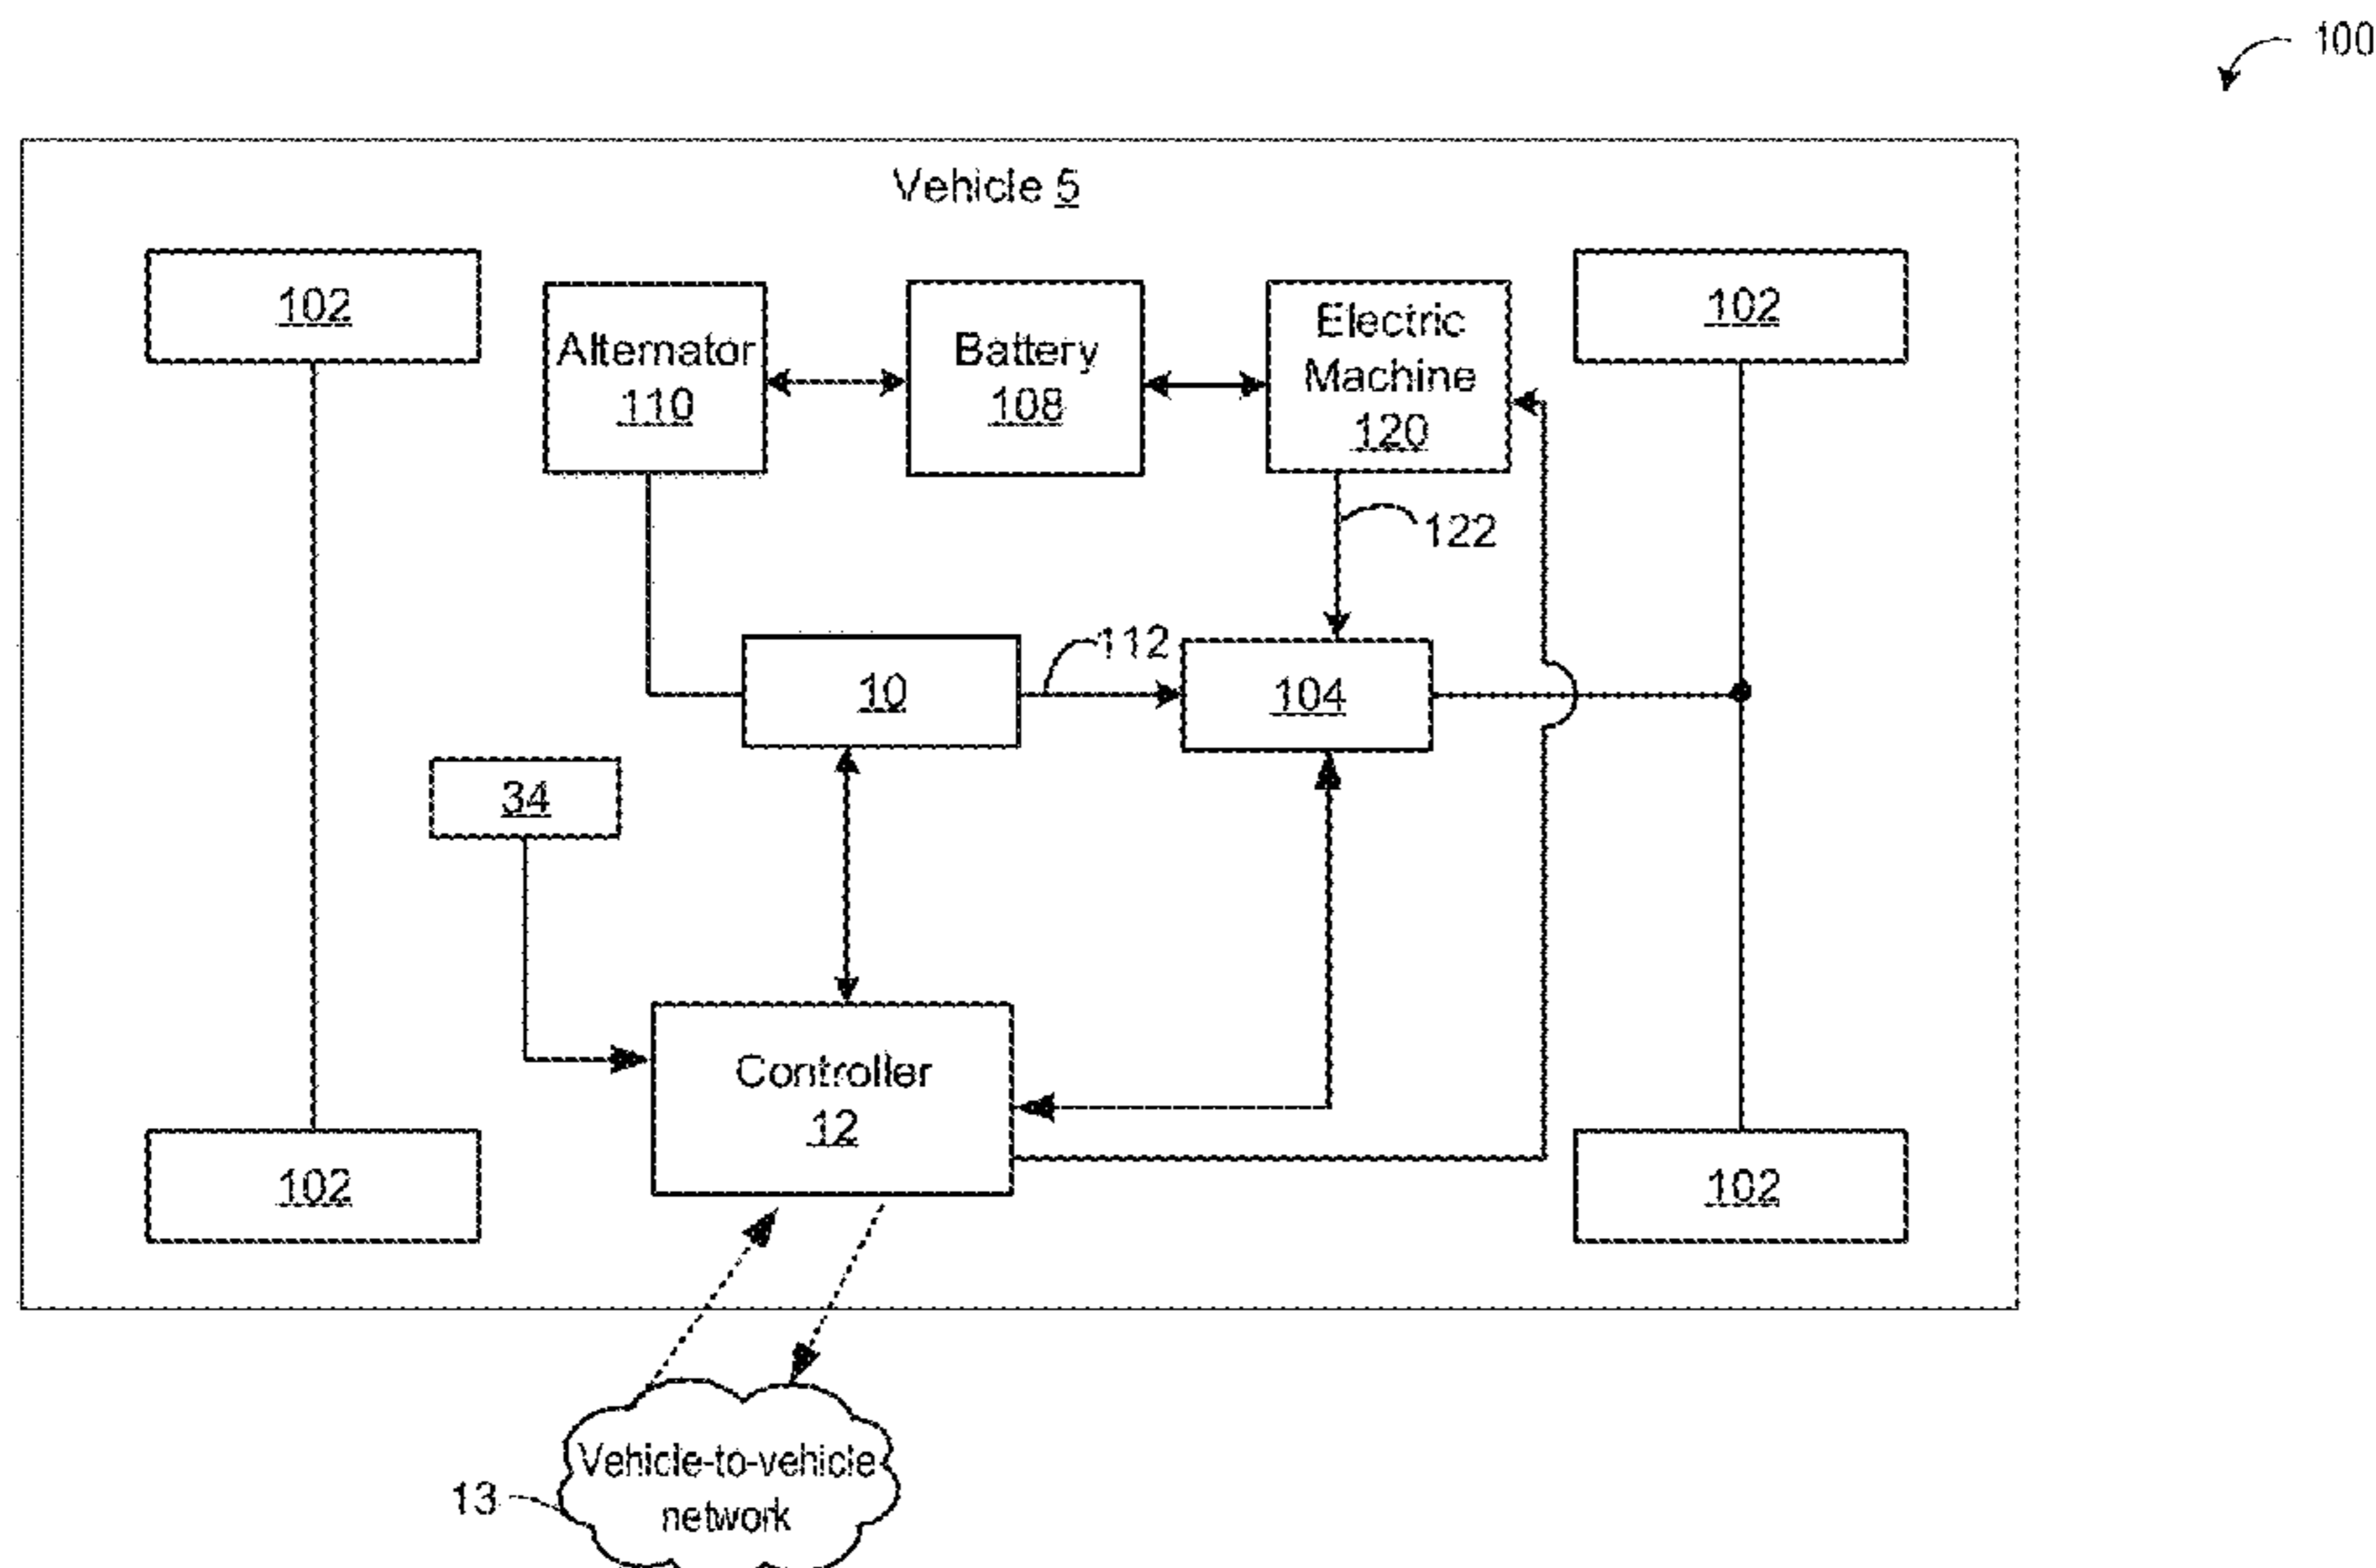 100
Vehicle 5
102
Alternator
110
Battery
108
Electric
Machine
120
102
122
112
10
104
34
Controller
12
102
102
Vehicle-to-vehicle
network
13